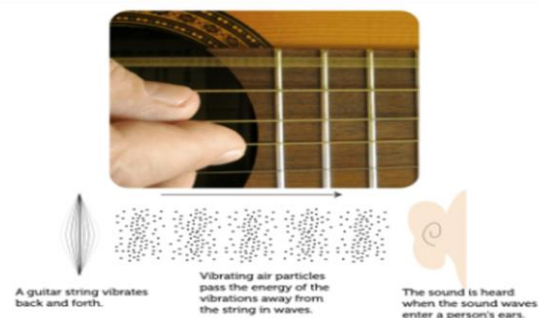 A guitar string vibrates
back and forth.
Vibrating air particles
pass the energy of the
vibrations away from
the string in waves.
The sound is heard
when the sound waves
enter a person's ears.